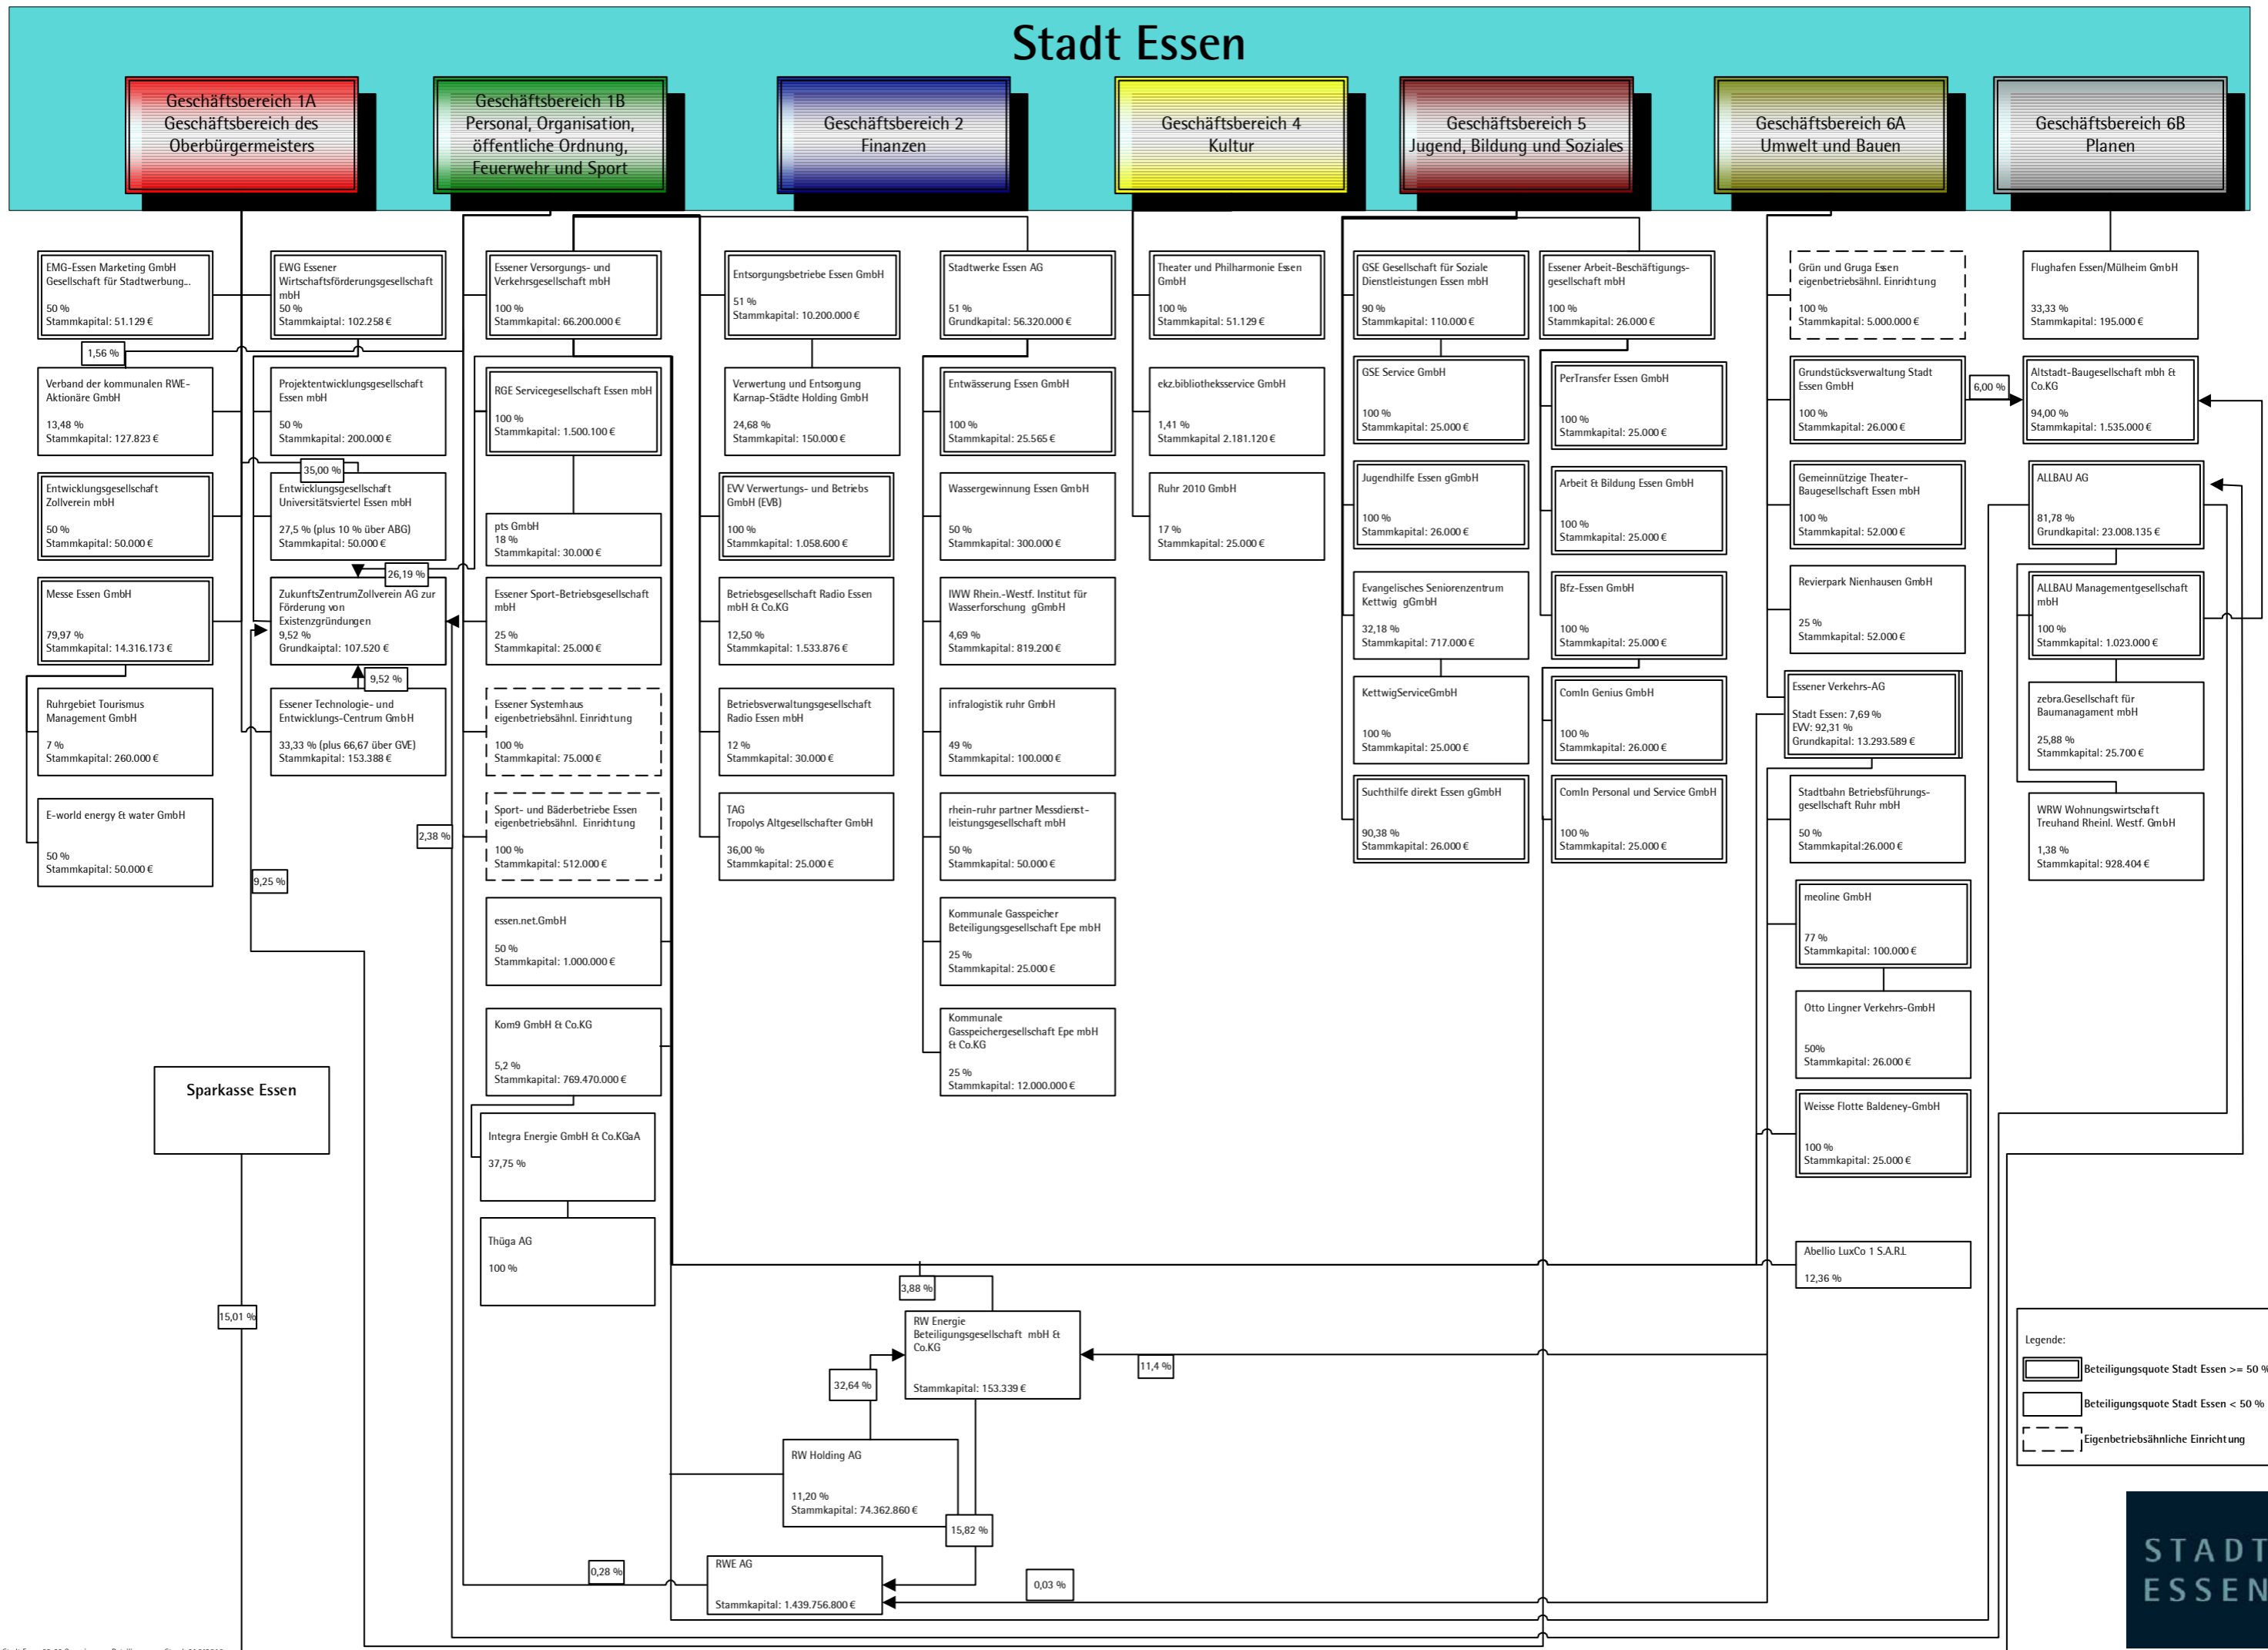 Stadt Essen
Geschäftsbereich 1A
Geschäftsbereich des
Oberbürgermeisters
Geschäftsbereich 1B
Personal, Organisation,
öffentliche Ordnung,
Feuerwehr und Sport
Geschäftsbereich 2
Finanzen
Geschäftsbereich 4
Kultur
Geschäftsbereich 5
Jugend, Bildung und Soziales
Geschäftsbereich 6A
Umwelt und Bauen
Geschäftsbereich 6B
Planen
EMG-Essen Marketing GmbH
Gesellschaft für Stadtwerbung...
50 %
Stammkapital: 51.129 €
1,56 %
Verband der kommunalen RWE-
Aktionäre GmbH
13,48 %
Stammkapital: 127.823 €
Entwicklungsgesellschaft
Zollverein mbH
50 %
Stammkapital: 50.000 €
Messe Essen GmbH
79,97 %
Stammkapital: 14.316.173 €
Ruhrgebiet Tourismus
Management GmbH
7 %
Stammkapital: 260.000 €
E-world energy & water GmbH
50 %
Stammkapital: 50.000 €
EWG Essener
Wirtschaftsförderungsgesellschaft
mbH
50 %
Stammkaiptal: 102.258 €
Projektentwicklungsgesellschaft
Essen mbH
50 %
Stammkapital: 200.000 €
35,00 %
Entwicklungsgesellschaft
Universitätsviertel Essen mbH
27,5 % (plus 10 % über ABG)
Stammkapital: 50.000 €
26,19 %
ZukunftsZentrumZollverein AG zur
Förderung von
Existenzgründungen
9,52 %
Grundkaiptal: 107.520 €
9,52 %
Essener Technologie- und
Entwicklungs-Centrum GmbH
33,33 % (plus 66,67 über GVE)
Stammkapital: 153.388 €
9,25 %
2,38 %
Sparkasse Essen
15,01 %
Essener Versorgungs- und
Verkehrsgesellschaft mbH
100 %
Stammkapital: 66.200.000 €
RGE Servicegesellschaft Essen mbH
100 %
Stammkapital: 1.500.100 €
pts GmbH
18 %
Stammkapital: 30.000 €
Essener Sport-Betriebsgesellschaft
mbH
25 %
Stammkapital: 25.000 €
Essener Systemhaus
eigenbetriebsähnl. Einrichtung
100 %
Stammkapital: 75.000 €
Sport- und Bäderbetriebe Essen
eigenbetriebsähnl. Einrichtung
100 %
Stammkapital: 512.000 €
essen.net.GmbH
50 %
Stammkapital: 1.000.000 €
Kom9 GmbH & Co.KG
5,2 %
Stammkapital: 769.470.000 €
Integra Energie GmbH & Co.KGaA
37,75 %
Thüga AG
100 %
Entsorgungsbetriebe Essen GmbH
51 %
Stammkapital: 10.200.000 €
Verwertung und Entsorgung
Karnap-Städte Holding GmbH
24,68 %
Stammkapital: 150.000 €
EVV Verwertungs- und Betriebs
GmbH (EVB)
100 %
Stammkapital: 1.058.600 €
Betriebsgesellschaft Radio Essen
mbH & Co.KG
12,50 %
Stammkapital: 1.533.876 €
Betriebsverwaltungsgesellschaft
Radio Essen mbH
12 %
Stammkapital: 30.000 €
TAG
Tropolys Altgesellschafter GmbH
36,00 %
Stammkapital: 25.000 €
Stadtwerke Essen AG
51 %
Grundkapital: 56.320.000 €
Entwässerung Essen GmbH
100 %
Stammkapital: 25.565 €
Wassergewinnung Essen GmbH
50 %
Stammkapital: 300.000 €
IWW Rhein.-Westf. Institut für
Wasserforschung gGmbH
4,69 %
Stammkapital: 819.200 €
infralogistik ruhr GmbH
49 %
Stammkapital: 100.000 €
rhein-ruhr partner Messdienst-
leistungsgesellschaft mbH
50 %
Stammkapital: 50.000 €
Kommunale Gasspeicher
Beteiligungsgesellschaft Epe mbH
25 %
Stammkapital: 25.000 €
Kommunale
Gasspeichergesellschaft Epe mbH
& Co.KG
25 %
Stammkapital: 12.000.000 €
Theater und Philharmonie Essen
GmbH
100 %
Stammkapital: 51.129 €
ekz.bibliotheksservice GmbH
1,41 %
Stammkapital 2.181.120 €
Ruhr 2010 GmbH
17 %
Stammkapital: 25.000 €
GSE Gesellschaft für Soziale
Dienstleistungen Essen mbH
90 %
Stammkapital: 110.000 €
GSE Service GmbH
100 %
Stammkapital: 25.000 €
Jugendhilfe Essen gGmbH
100 %
Stammkapital: 26.000 €
Evangelisches Seniorenzentrum
Kettwig gGmbH
32,18 %
Stammkapital: 717.000 €
KettwigServiceGmbH
100 %
Stammkapital: 25.000 €
Suchthilfe direkt Essen gGmbH
90,38 %
Stammkapital: 26.000 €
Essener Arbeit-Beschäftigungs-
gesellschaft mbH
100 %
Stammkapital: 26.000 €
PerTransfer Essen GmbH
100 %
Stammkapital: 25.000 €
Arbeit & Bildung Essen GmbH
100 %
Stammkapital: 25.000 €
Bfz-Essen GmbH
100 %
Stammkapital: 25.000 €
ComIn Genius GmbH
100 %
Stammkapital: 26.000 €
ComIn Personal und Service GmbH
100 %
Stammkapital: 25.000 €
Grün und Gruga Essen
eigenbetriebsähnl. Einrichtung
100 %
Stammkapital: 5.000.000 €
Grundstücksverwaltung Stadt
Essen GmbH
100 %
Stammkapital: 26.000 €
6,00 %
Gemeinnützige Theater-
Baugesellschaft Essen mbH
100 %
Stammkapital: 52.000 €
Revierpark Nienhausen GmbH
25 %
Stammkapital: 52.000 €
Essener Verkehrs-AG
Stadt Essen: 7,69 %
EVV: 92,31 %
Grundkapital: 13.293.589 €
Stadtbahn Betriebsführungs-
gesellschaft Ruhr mbH
50 %
Stammkapital:26.000 €
meoline GmbH
77 %
Stammkapital: 100.000 €
Otto Lingner Verkehrs-GmbH
50%
Stammkapital: 26.000 €
Weisse Flotte Baldeney-GmbH
100 %
Stammkapital: 25.000 €
Abellio LuxCo 1 S.A.R.L
12,36 %
Flughafen Essen/Mülheim GmbH
33,33 %
Stammkapital: 195.000 €
Altstadt-Baugesellschaft mbh &
Co.KG
94,00 %
Stammkapital: 1.535.000 €
ALLBAU AG
81,78 %
Grundkapital: 23.008.135 €
ALLBAU Managementgesellschaft
mbH
100 %
Stammkapital: 1.023.000 €
zebra.Gesellschaft für
Baumanagament mbH
25,88 %
Stammkapital: 25.700 €
WRW Wohnungswirtschaft
Treuhand Rheinl. Westf. GmbH
1,38 %
Stammkapital: 928.404 €
3,88 %
RW Energie
Beteiligungsgesellschaft mbH &
Co.KG
Stammkapital: 153.339 €
11,4 %
32,64 %
RW Holding AG
11,20 %
Stammkapital: 74.362.860 €
15,82 %
0,28 %
RWE AG
Stammkapital: 1.439.756.800 €
0,03 %
Legende:
Beteiligungsquote Stadt Essen >= 50 %
Beteiligungsquote Stadt Essen < 50 %
Eigenbetriebsähnliche Einrichtung
STADT
ESSEN